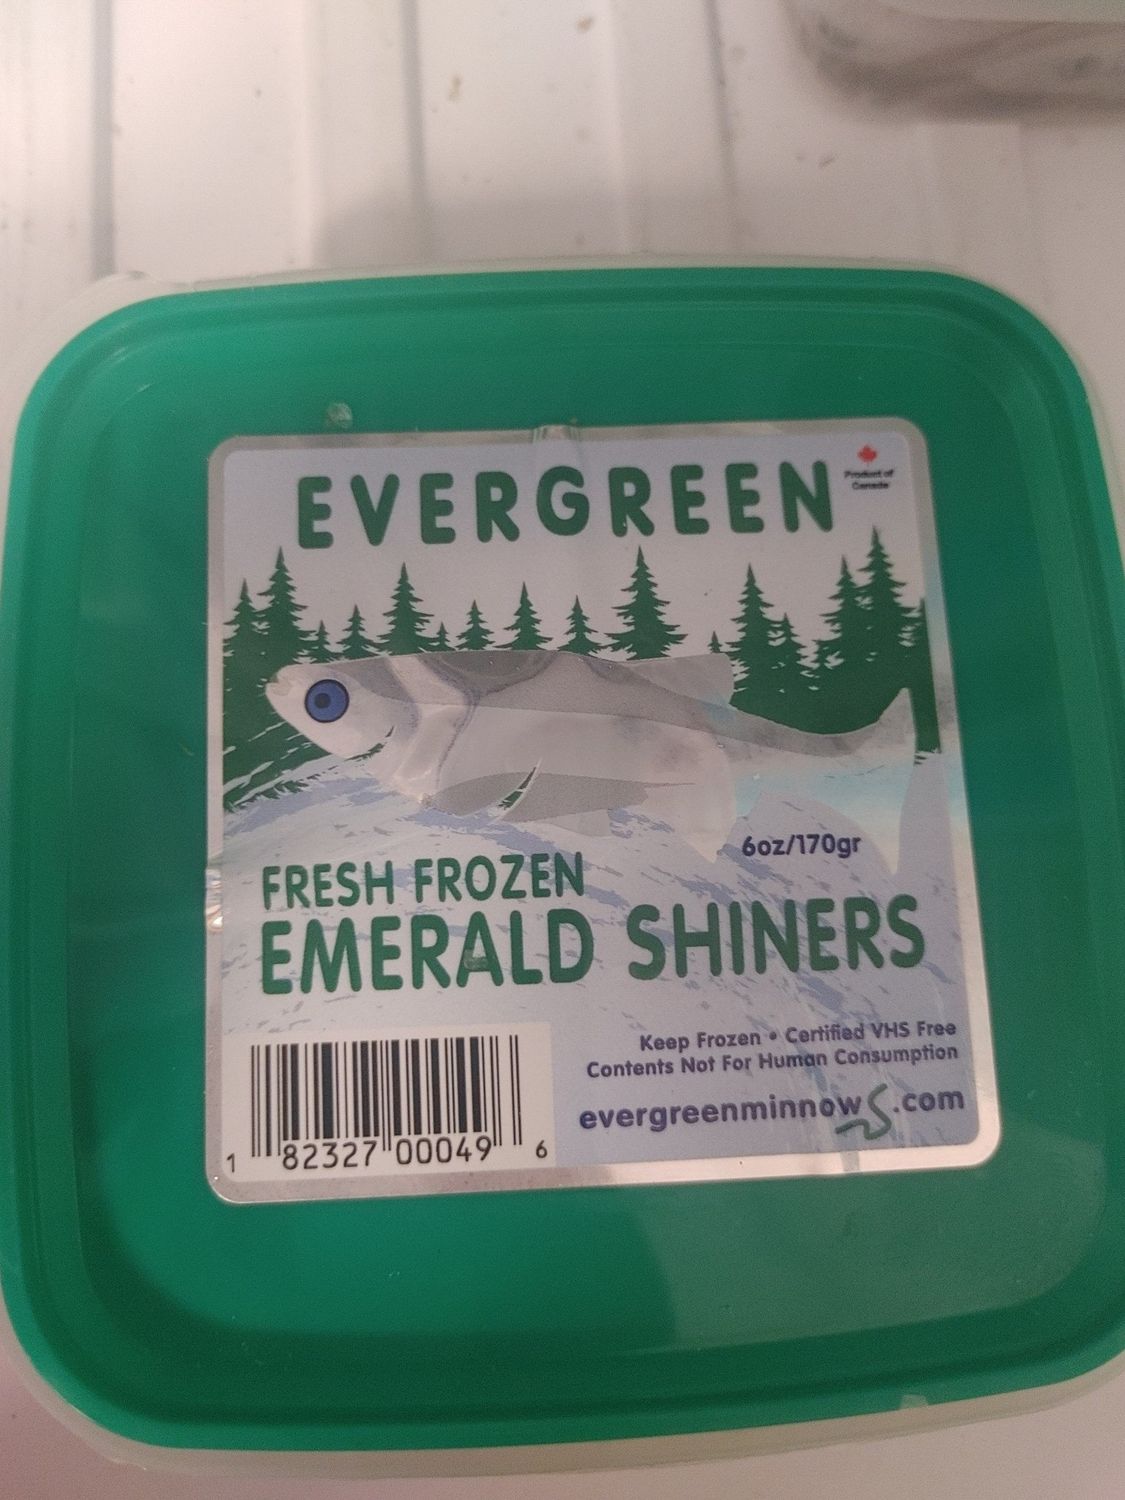 EVERGREEN
Product of
Canada
6oz/170gr
FRESH FROZEN
EMERALD SHINERS
Keep Frozen • Certified VHS Free
Contents Not For Human Consumption
evergreenminnowS.com
1 82327 00049 6